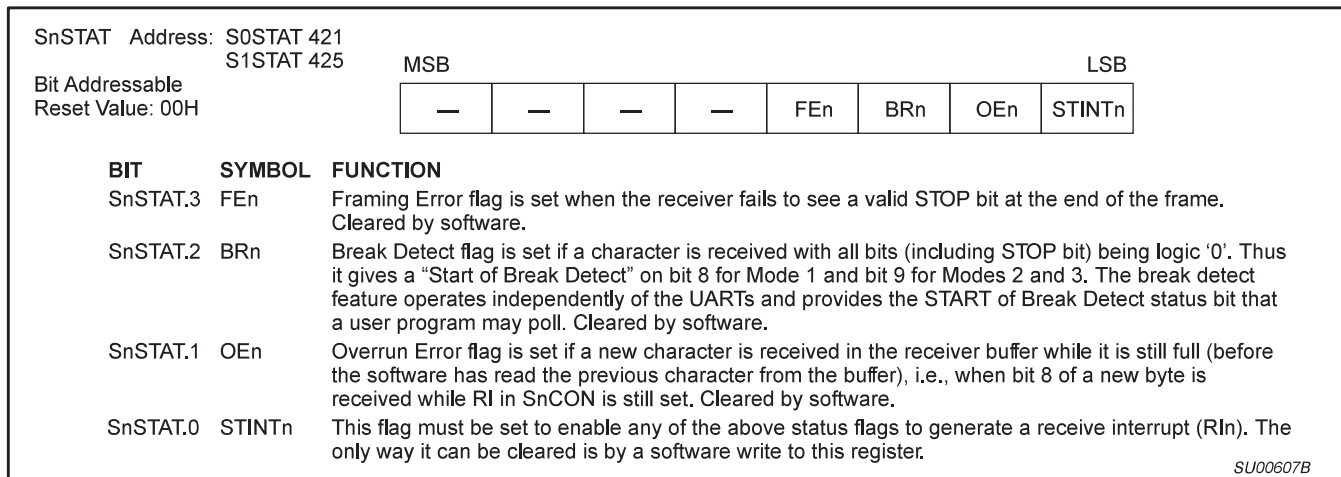 SnSTAT Address: S0STAT 421
S1STAT 425
MSB LSB
Bit Addressable
Reset Value: 00H
— — — — FEn BRn OEn STINTn
BIT SYMBOL FUNCTION
SnSTAT.3 FEn Framing Error flag is set when the receiver fails to see a valid STOP bit at the end of the frame.
Cleared by software.
SnSTAT.2 BRn Break Detect flag is set if a character is received with all bits (including STOP bit) being logic ‘0’. Thus
it gives a “Start of Break Detect” on bit 8 for Mode 1 and bit 9 for Modes 2 and 3. The break detect
feature operates independently of the UARTs and provides the START of Break Detect status bit that
a user program may poll. Cleared by software.
SnSTAT.1 OEn Overrun Error flag is set if a new character is received in the receiver buffer while it is still full (before
the software has read the previous character from the buffer), i.e., when bit 8 of a new byte is
received while RI in SnCON is still set. Cleared by software.
SnSTAT.0 STINTn This flag must be set to enable any of the above status flags to generate a receive interrupt (RIn). The
only way it can be cleared is by a software write to this register.
SU00607B